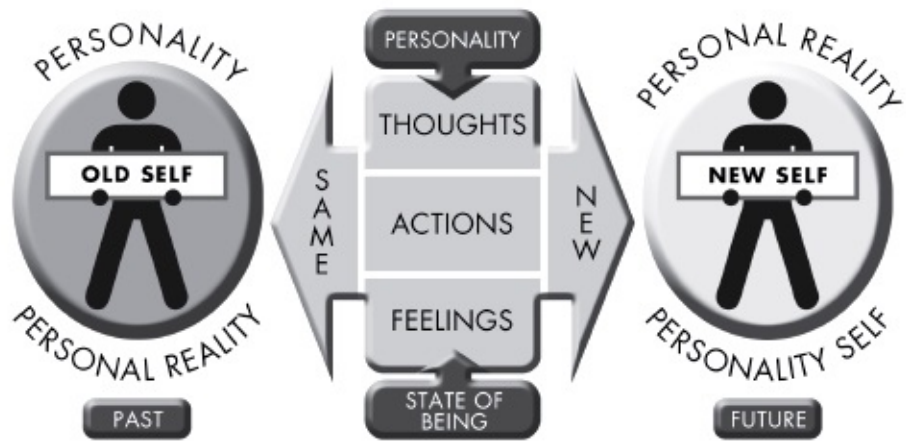 PERSONALITY
OLD SELF
PERSONAL REALITY
PAST
SAME
PERSONALITY
THOUGHTS
ACTIONS
FEELINGS
STATE OF
BEING
NEW
PERSONAL REALITY
NEW SELF
PERSONALITY SELF
FUTURE